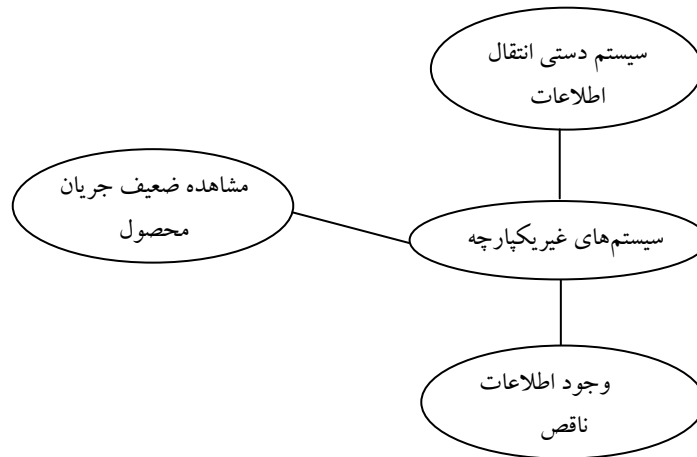 سیستم دستی انتقال
اطلاعات
مشاهده ضعیف جریان
محصول
سیستم‌های غیریکپارچه
وجود اطلاعات
ناقص